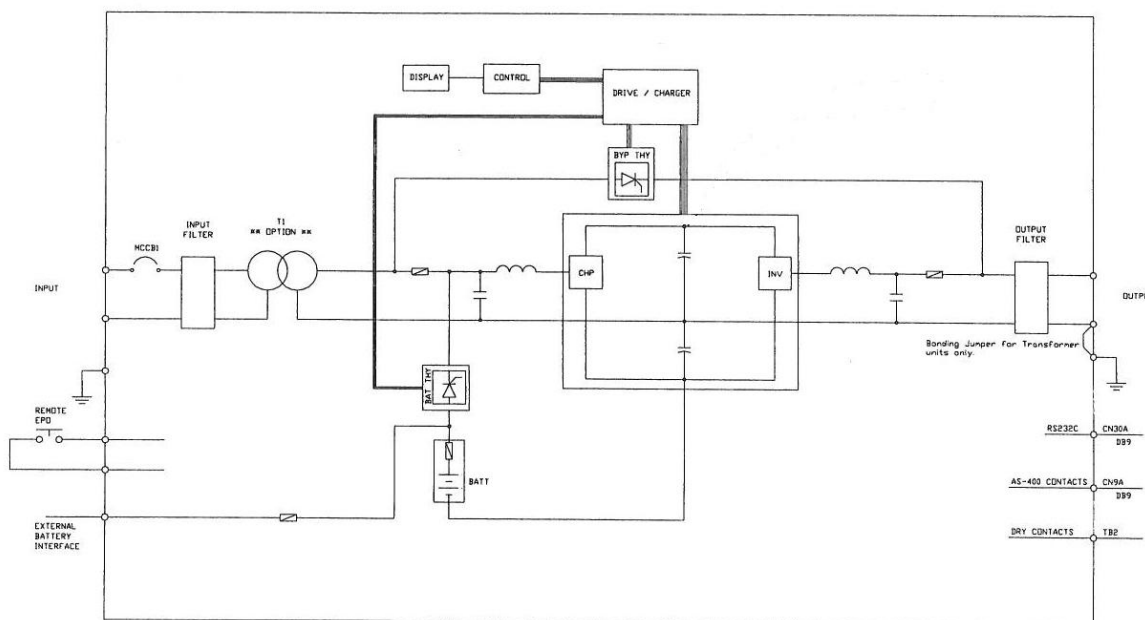 DISPLAY
CONTROL
DRIVE / CHARGER
BYP THY
INPUT
FILTER
T1
** OPTION **
MCCB1
OUTPUT
FILTER
CHP
INV
INPUT
OUTP
Bonding Jumper for Transformer
units only.
BAT THY
REMOTE
EPO
RS232C
CN30A
DB9
BATT
AS-400 CONTACTS
CN9A
DB9
EXTERNAL
BATTERY
INTERFACE
DRY CONTACTS
TB2